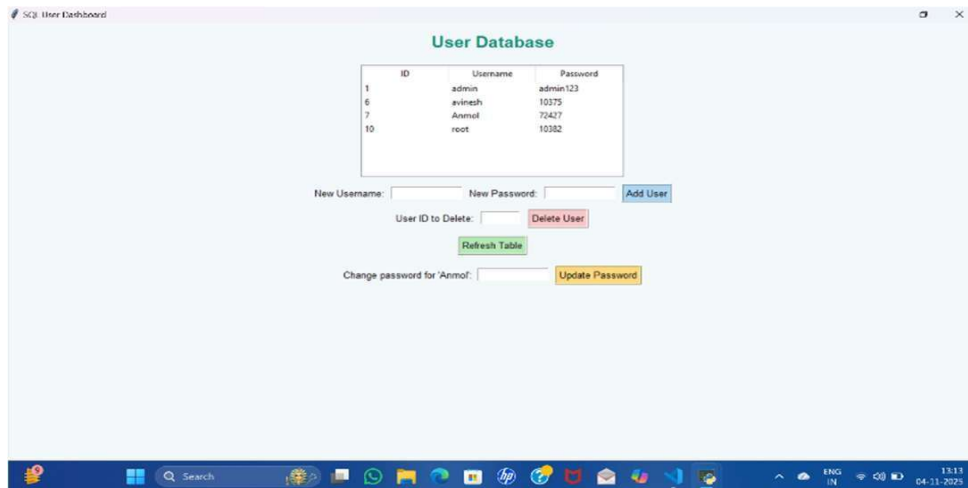 SQL User Dashboard
User Database
ID Username Password
1 admin admin123
6 avinesh 10375
7 Anmol 72427
10 root 10382
New Username: New Password: Add User
User ID to Delete: Delete User
Refresh Table
Change password for 'Anmol': Update Password
9
Search
hp
ENG
IN
13:13
04-11-2025